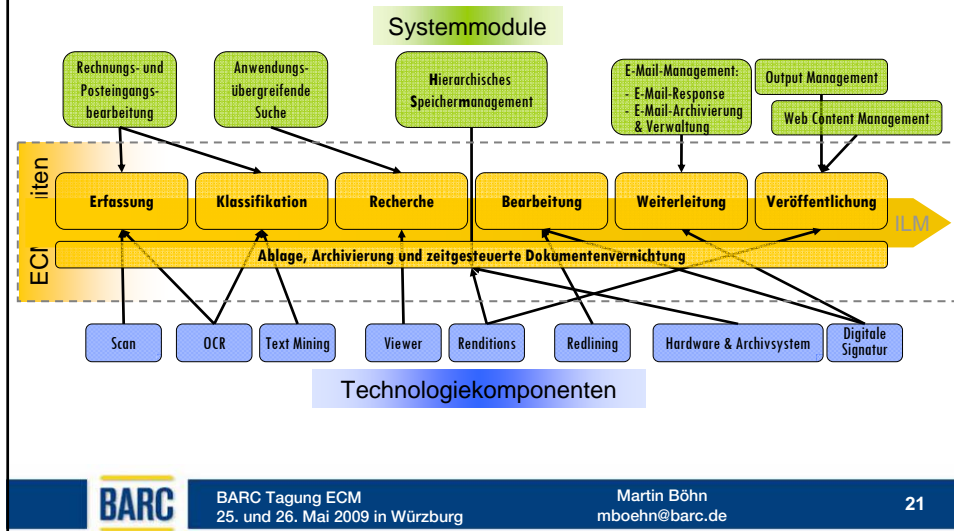 Systemmodule
Rechnungs- und
Posteingangs-
bearbeitung
Anwendungs-
übergreifende
Suche
Hierarchisches
Speichermanagement
E-Mail-Management:
- E-Mail-Response
- E-Mail-Archivierung
& Verwaltung
Output Management
Web Content Management
ECM
Erfassung
Klassifikation
Recherche
Bearbeitung
Weiterleitung
Veröffentlichung
ILM
Ablage, Archivierung und zeitgesteuerte Dokumentenvernichtung
Scan
OCR
Text Mining
Viewer
Renditions
Redlining
Hardware & Archivsystem
Digitale
Signatur
Technologiekomponenten
BARC
BARC Tagung ECM
25. und 26. Mai 2009 in Würzburg
Martin Böhn
mboehn@barc.de
21